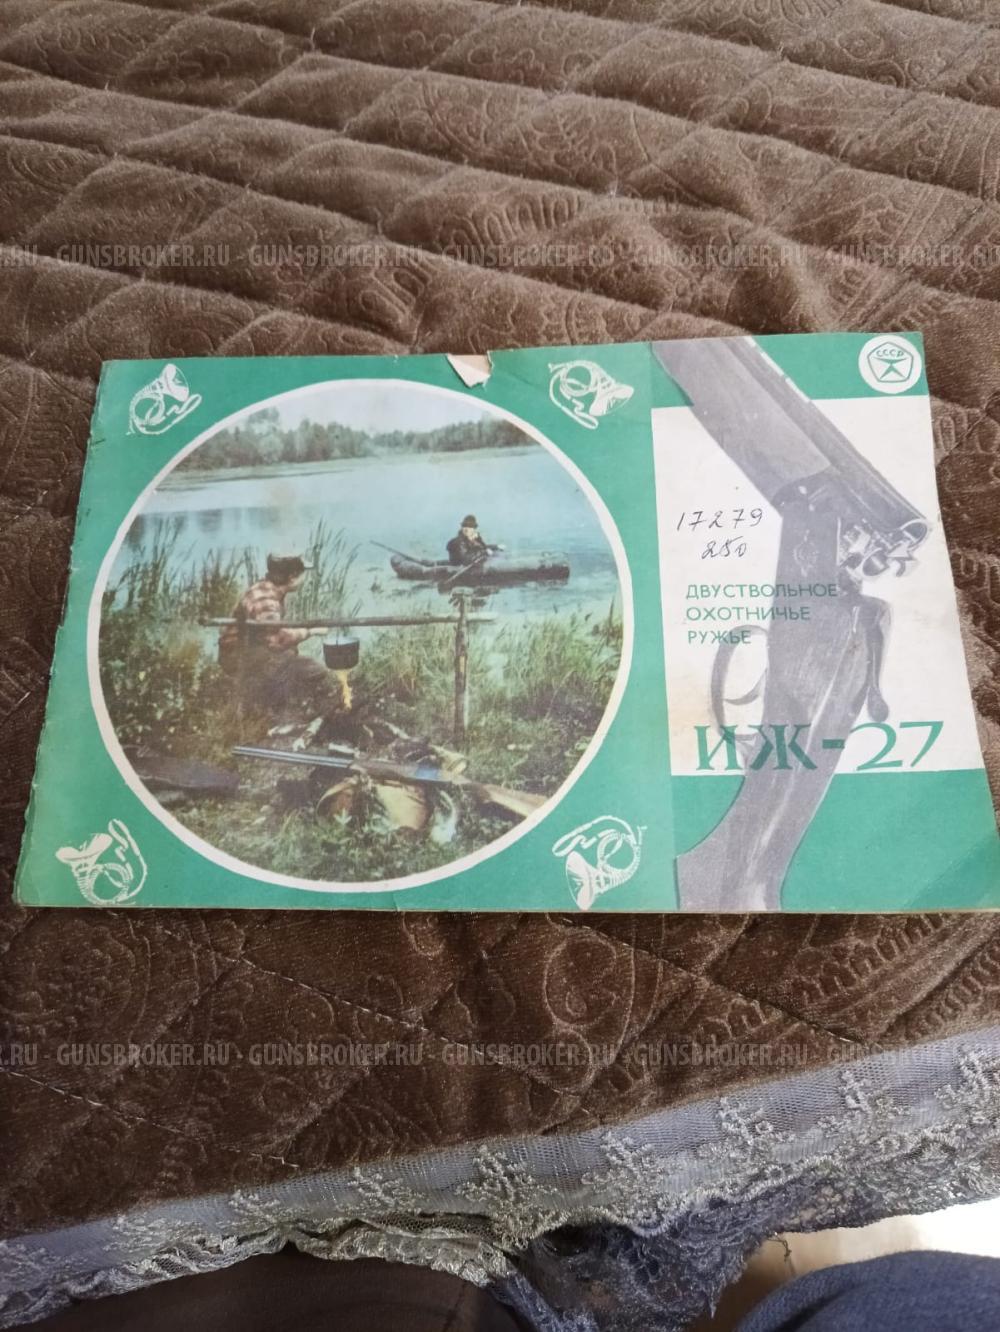 GUNSBROKER.RU - GUNSBROKER.RU - GUNSBROKER.RU - GUNSBROKER.RU - GUNSBROKER.RU
СССР
17279
250
ДВУСТВОЛЬНОЕ
ОХОТНИЧЬЕ
РУЖЬЕ
ИЖ-27
.RU - GUNSBROKER.RU - GUNSBROKER.RU - GUNSBROKER.RU - GUNSBROKER.RU - GUNS